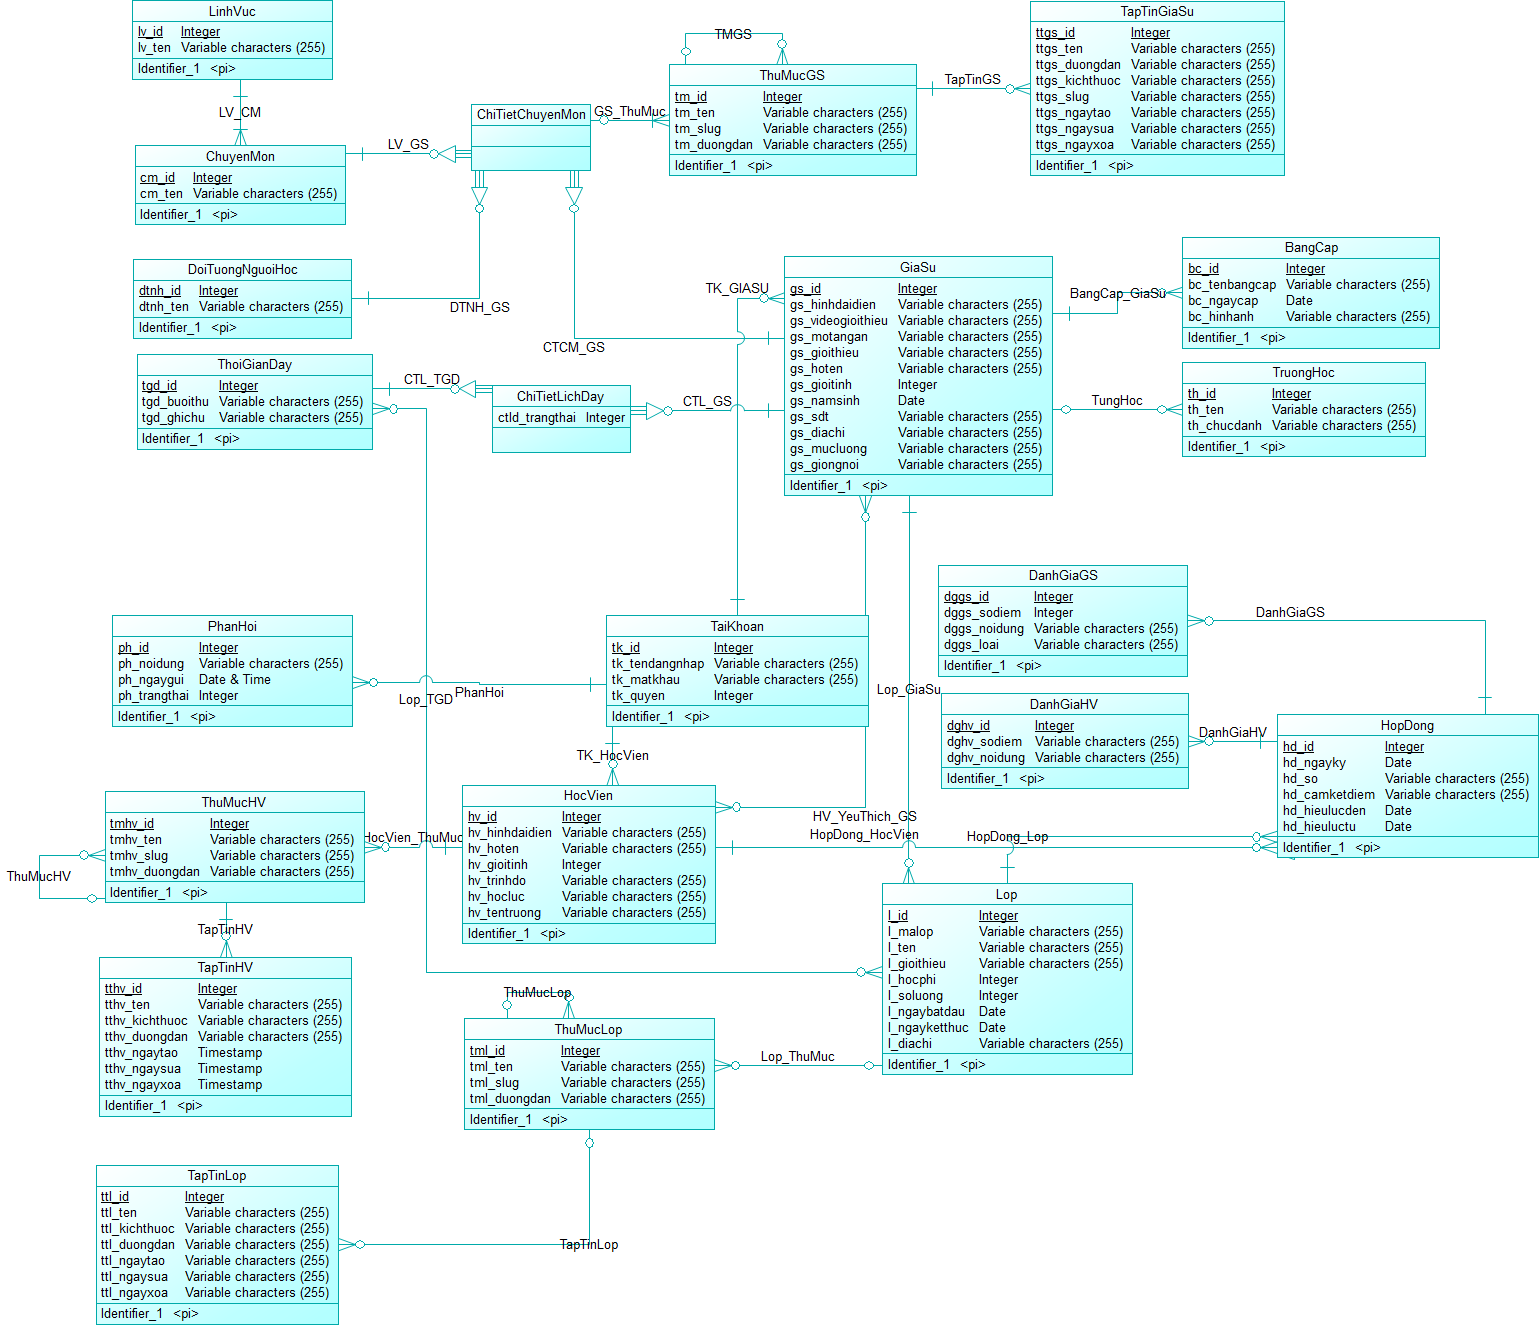 LinhVuc
lv_id Integer
lv_ten Variable characters (255)
Identifier_1 <pi>
LV_CM
ChuyenMon
cm_id Integer
cm_ten Variable characters (255)
Identifier_1 <pi>
LV_GS
ChiTietChuyenMon
GS_ThuMuc
TMGS
ThuMucGS
tm_id Integer
tm_ten Variable characters (255)
tm_slug Variable characters (255)
tm_duongdan Variable characters (255)
Identifier_1 <pi>
TapTinGS
TapTinGiaSu
ttgs_id Integer
ttgs_ten Variable characters (255)
ttgs_duongdan Variable characters (255)
ttgs_kichthuoc Variable characters (255)
ttgs_slug Variable characters (255)
ttgs_ngaytao Variable characters (255)
ttgs_ngaysua Variable characters (255)
ttgs_ngayxoa Variable characters (255)
Identifier_1 <pi>
DoiTuongNguoiHoc
dtnh_id Integer
dtnh_ten Variable characters (255)
Identifier_1 <pi>
DTNH_GS
CTCM_GS
TK_GIASU
GiaSu
gs_id Integer
gs_hinhdaidien Variable characters (255)
gs_videogioithieu Variable characters (255)
gs_motangan Variable characters (255)
gs_gioithieu Variable characters (255)
gs_hoten Variable characters (255)
gs_gioitinh Integer
gs_namsinh Date
gs_sdt Variable characters (255)
gs_diachi Variable characters (255)
gs_mucluong Variable characters (255)
gs_giongnoi Variable characters (255)
Identifier_1 <pi>
BangCap_GiaSu
BangCap
bc_id Integer
bc_tenbangcap Variable characters (255)
bc_ngaycap Date
bc_hinhanh Variable characters (255)
Identifier_1 <pi>
ThoiGianDay
tgd_id Integer
tgd_buoithu Variable characters (255)
tgd_ghichu Variable characters (255)
Identifier_1 <pi>
CTL_TGD
ChiTietLichDay
ctld_trangthai Integer
CTL_GS
TungHoc
TruongHoc
th_id Integer
th_ten Variable characters (255)
th_chucdanh Variable characters (255)
Identifier_1 <pi>
PhanHoi
ph_id Integer
ph_noidung Variable characters (255)
ph_ngaygui Date & Time
ph_trangthai Integer
Identifier_1 <pi>
Lop_TGD
PhanHoi
TaiKhoan
tk_id Integer
tk_tendangnhap Variable characters (255)
tk_matkhau Variable characters (255)
tk_quyen Integer
Identifier_1 <pi>
TK_HocVien
Lop_GiaSu
DanhGiaGS
dggs_id Integer
dggs_sodiem Integer
dggs_noidung Variable characters (255)
dggs_loai Variable characters (255)
Identifier_1 <pi>
DanhGiaGS
DanhGiaHV
dghv_id Integer
dghv_sodiem Variable characters (255)
dghv_noidung Variable characters (255)
Identifier_1 <pi>
DanhGiaHV
HopDong
hd_id Integer
hd_ngayky Date
hd_so Variable characters (255)
hd_camketdiem Variable characters (255)
hd_hieulucden Date
hd_hieuluctu Date
Identifier_1 <pi>
ThuMucHV
tmhv_id Integer
tmhv_ten Variable characters (255)
tmhv_slug Variable characters (255)
tmhv_duongdan Variable characters (255)
Identifier_1 <pi>
ThuMucHV
HocVien_ThuMuc
HocVien
hv_id Integer
hv_hinhdaidien Variable characters (255)
hv_hoten Variable characters (255)
hv_gioitinh Integer
hv_trinhdo Variable characters (255)
hv_hocluc Variable characters (255)
hv_tentruong Variable characters (255)
Identifier_1 <pi>
HV_YeuThich_GS
HopDong_HocVien
HopDong_Lop
Lop
l_id Integer
l_malop Variable characters (255)
l_ten Variable characters (255)
l_gioithieu Variable characters (255)
l_hocphi Integer
l_soluong Integer
l_ngaybatdau Date
l_ngayketthuc Date
l_diachi Variable characters (255)
Identifier_1 <pi>
TapTinHV
TapTinHV
tthv_id Integer
tthv_ten Variable characters (255)
tthv_kichthuoc Variable characters (255)
tthv_duongdan Variable characters (255)
tthv_ngaytao Timestamp
tthv_ngaysua Timestamp
tthv_ngayxoa Timestamp
Identifier_1 <pi>
ThuMucLop
ThuMucLop
tml_id Integer
tml_ten Variable characters (255)
tml_slug Variable characters (255)
tml_duongdan Variable characters (255)
Identifier_1 <pi>
Lop_ThuMuc
TapTinLop
ttl_id Integer
ttl_ten Variable characters (255)
ttl_kichthuoc Variable characters (255)
ttl_duongdan Variable characters (255)
ttl_ngaytao Variable characters (255)
ttl_ngaysua Variable characters (255)
ttl_ngayxoa Variable characters (255)
Identifier_1 <pi>
TapTinLop